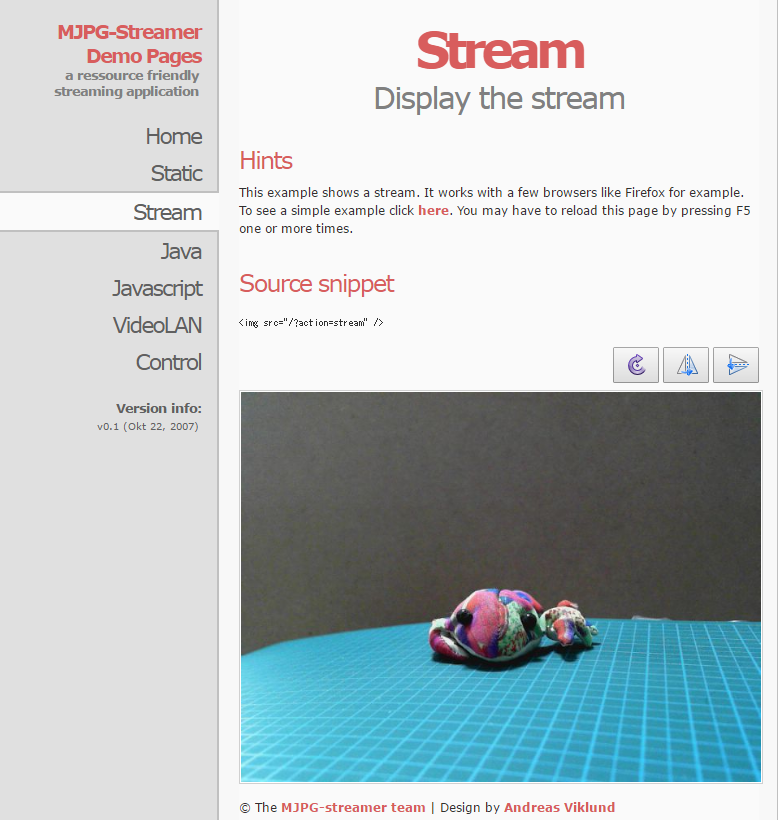 MJPG-Streamer
Demo Pages
a ressource friendly
streaming application
Home
Static
Stream
Java
Javascript
VideoLAN
Control
Version info:
v0.1 (Okt 22, 2007)
Stream
Display the stream
Hints
This example shows a stream. It works with a few browsers like Firefox for example.
To see a simple example click here. You may have to reload this page by pressing F5
one or more times.
Source snippet
<img src="/?action=stream" />
© The MJPG-streamer team | Design by Andreas Viklund